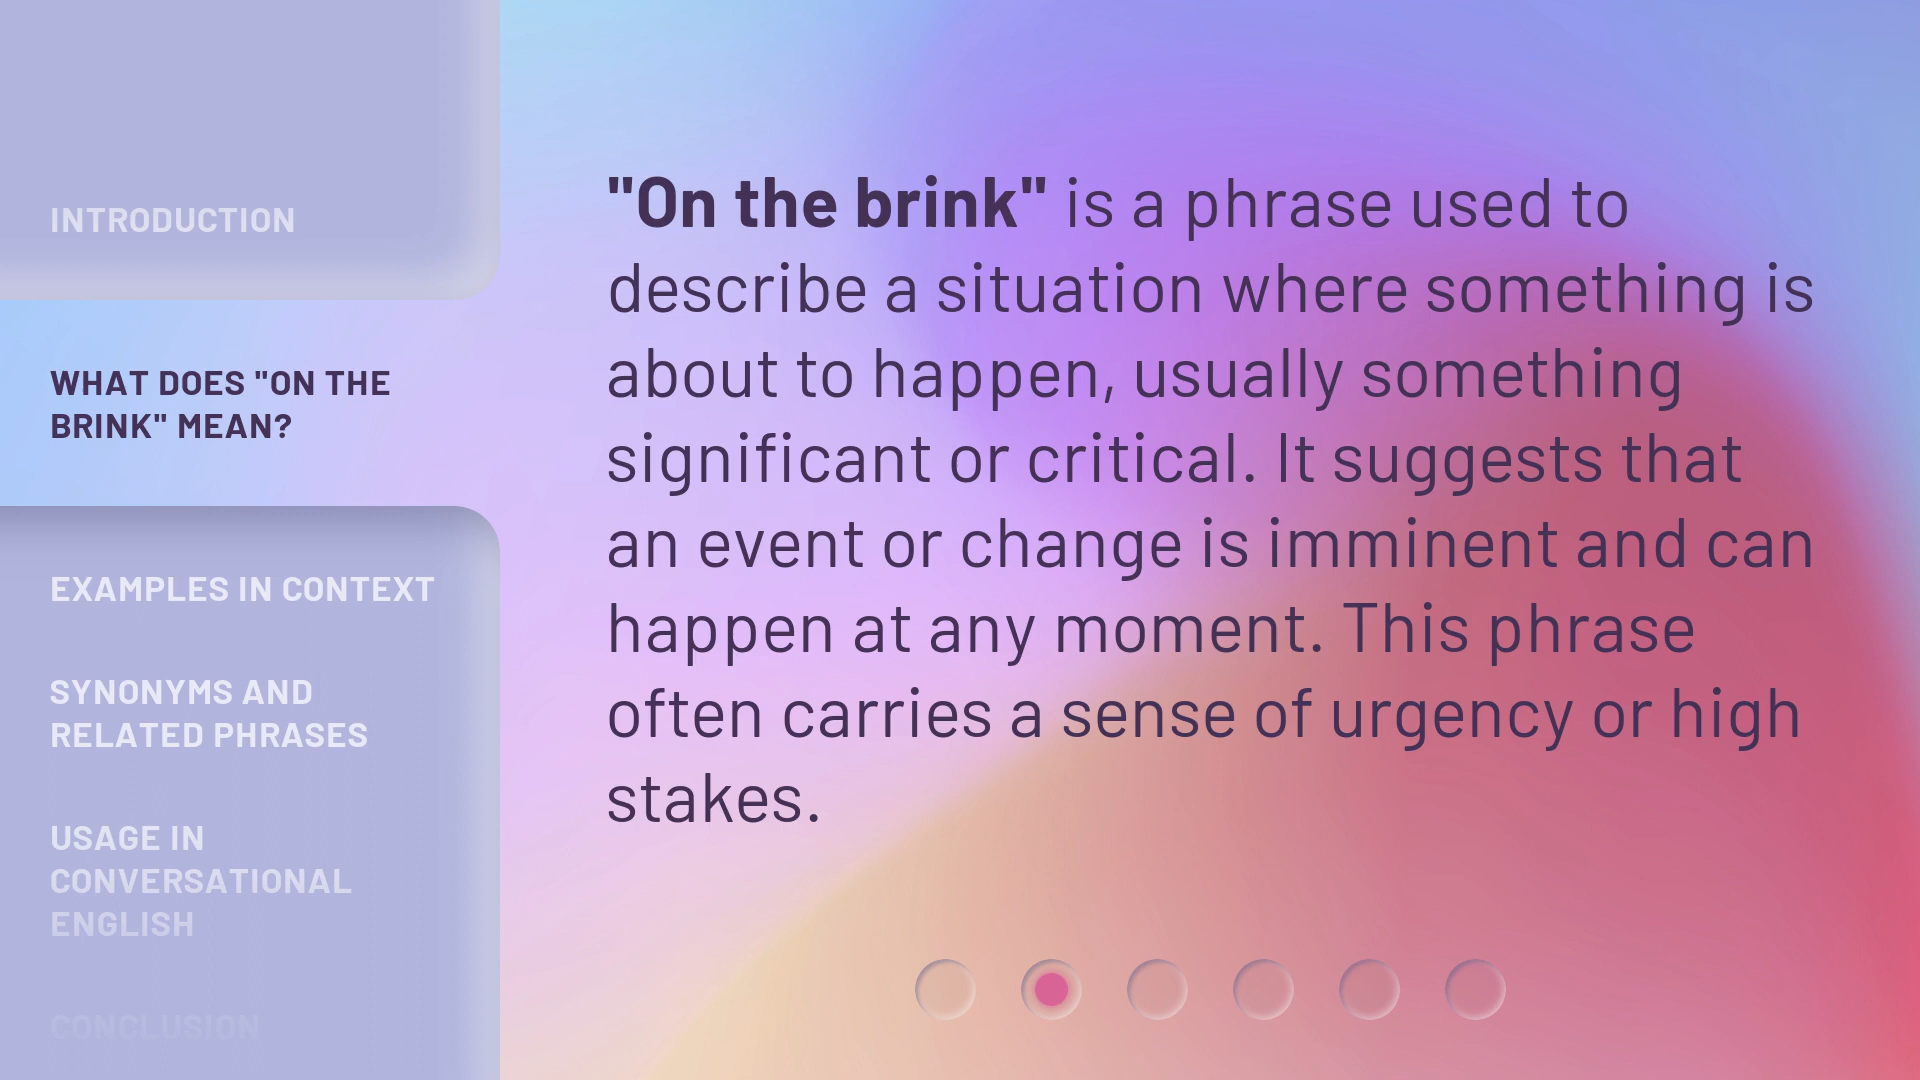 INTRODUCTION
WHAT DOES "ON THE
BRINK" MEAN?
EXAMPLES IN CONTEXT
SYNONYMS AND
RELATED PHRASES
USAGE IN
CONVERSATIONAL
ENGLISH
CONCLUSION
"On the brink" is a phrase used to
describe a situation where something is
about to happen, usually something
significant or critical. It suggests that
an event or change is imminent and can
happen at any moment. This phrase
often carries a sense of urgency or high
stakes.